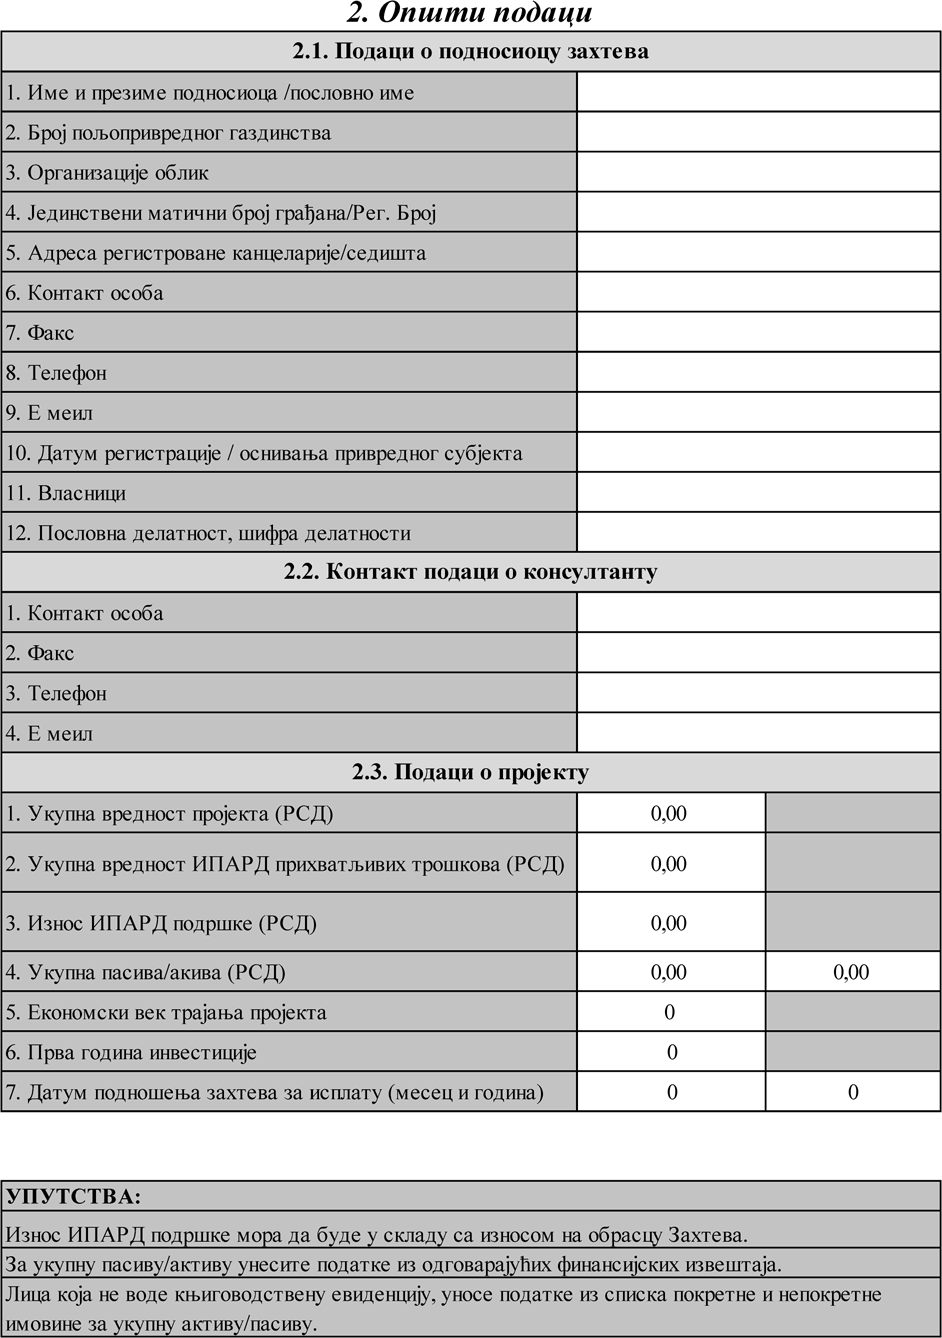 2. Општи подаци
2.1. Подаци о подносиоцу захтева
1. Име и презиме подносиоца /пословно име
2. Број пољопривредног газдинства
3. Организације облик
4. Јединствени матични број грађана/Рег. Број
5. Адреса регистроване канцеларије/седишта
6. Контакт особа
7. Факс
8. Телефон
9. Е меил
10. Датум регистрације / оснивања привредног субјекта
11. Власници
12. Пословна делатност, шифра делатности
2.2. Контакт подаци о консултанту
1. Контакт особа
2. Факс
3. Телефон
4. Е меил
2.3. Подаци о пројекту
1. Укупна вредност пројекта (РСД) 0,00
2. Укупна вредност ИПАРД прихватљивих трошкова (РСД) 0,00
3. Износ ИПАРД подршке (РСД) 0,00
4. Укупна пасива/акива (РСД) 0,00 0,00
5. Економски век трајања пројекта 0
6. Прва година инвестиције 0
7. Датум подношења захтева за исплату (месец и година) 0 0
УПУТСТВА:
Износ ИПАРД подршке мора да буде у складу са износом на обрасцу Захтева.
За укупну пасиву/активу унесите податке из одговарајућих финансијских извештаја.
Лица која не воде књиговодствену евиденцију, уносе податке из списка покретне и непокретне
имовине за укупну активу/пасиву.